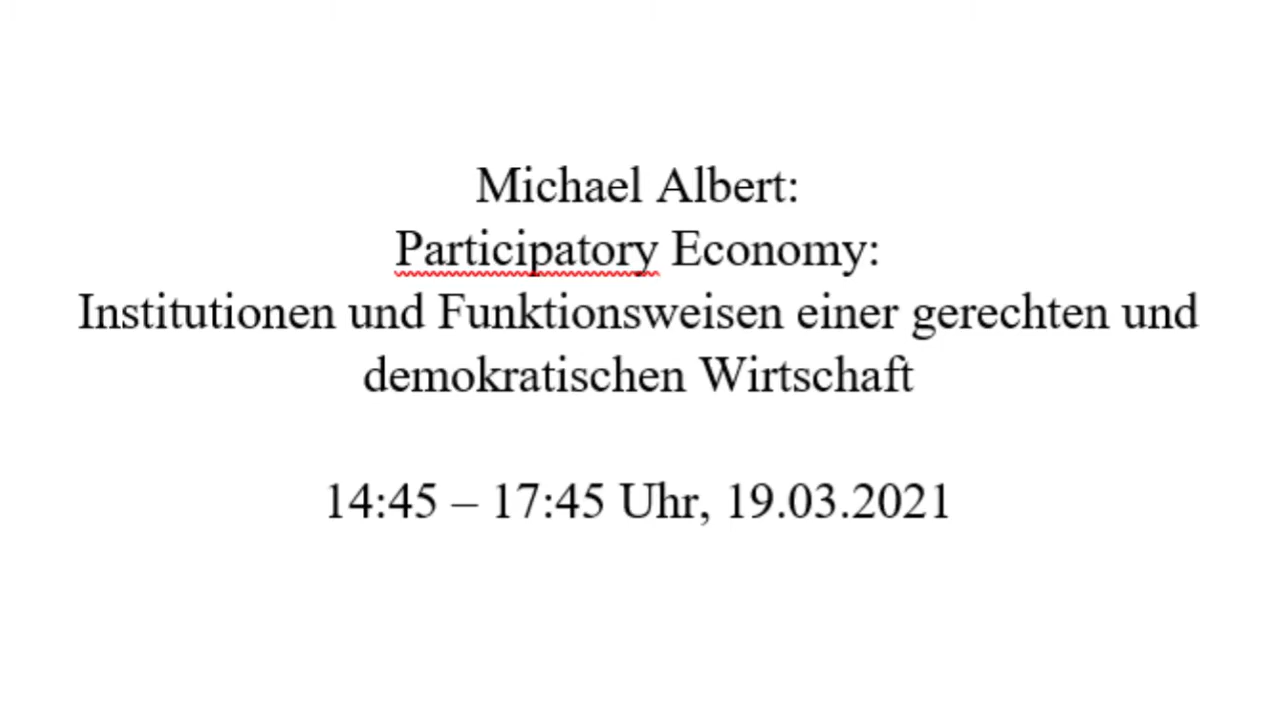 Michael Albert:
Participatory Economy:
Institutionen und Funktionsweisen einer gerechten und
demokratischen Wirtschaft
14:45 – 17:45 Uhr, 19.03.2021